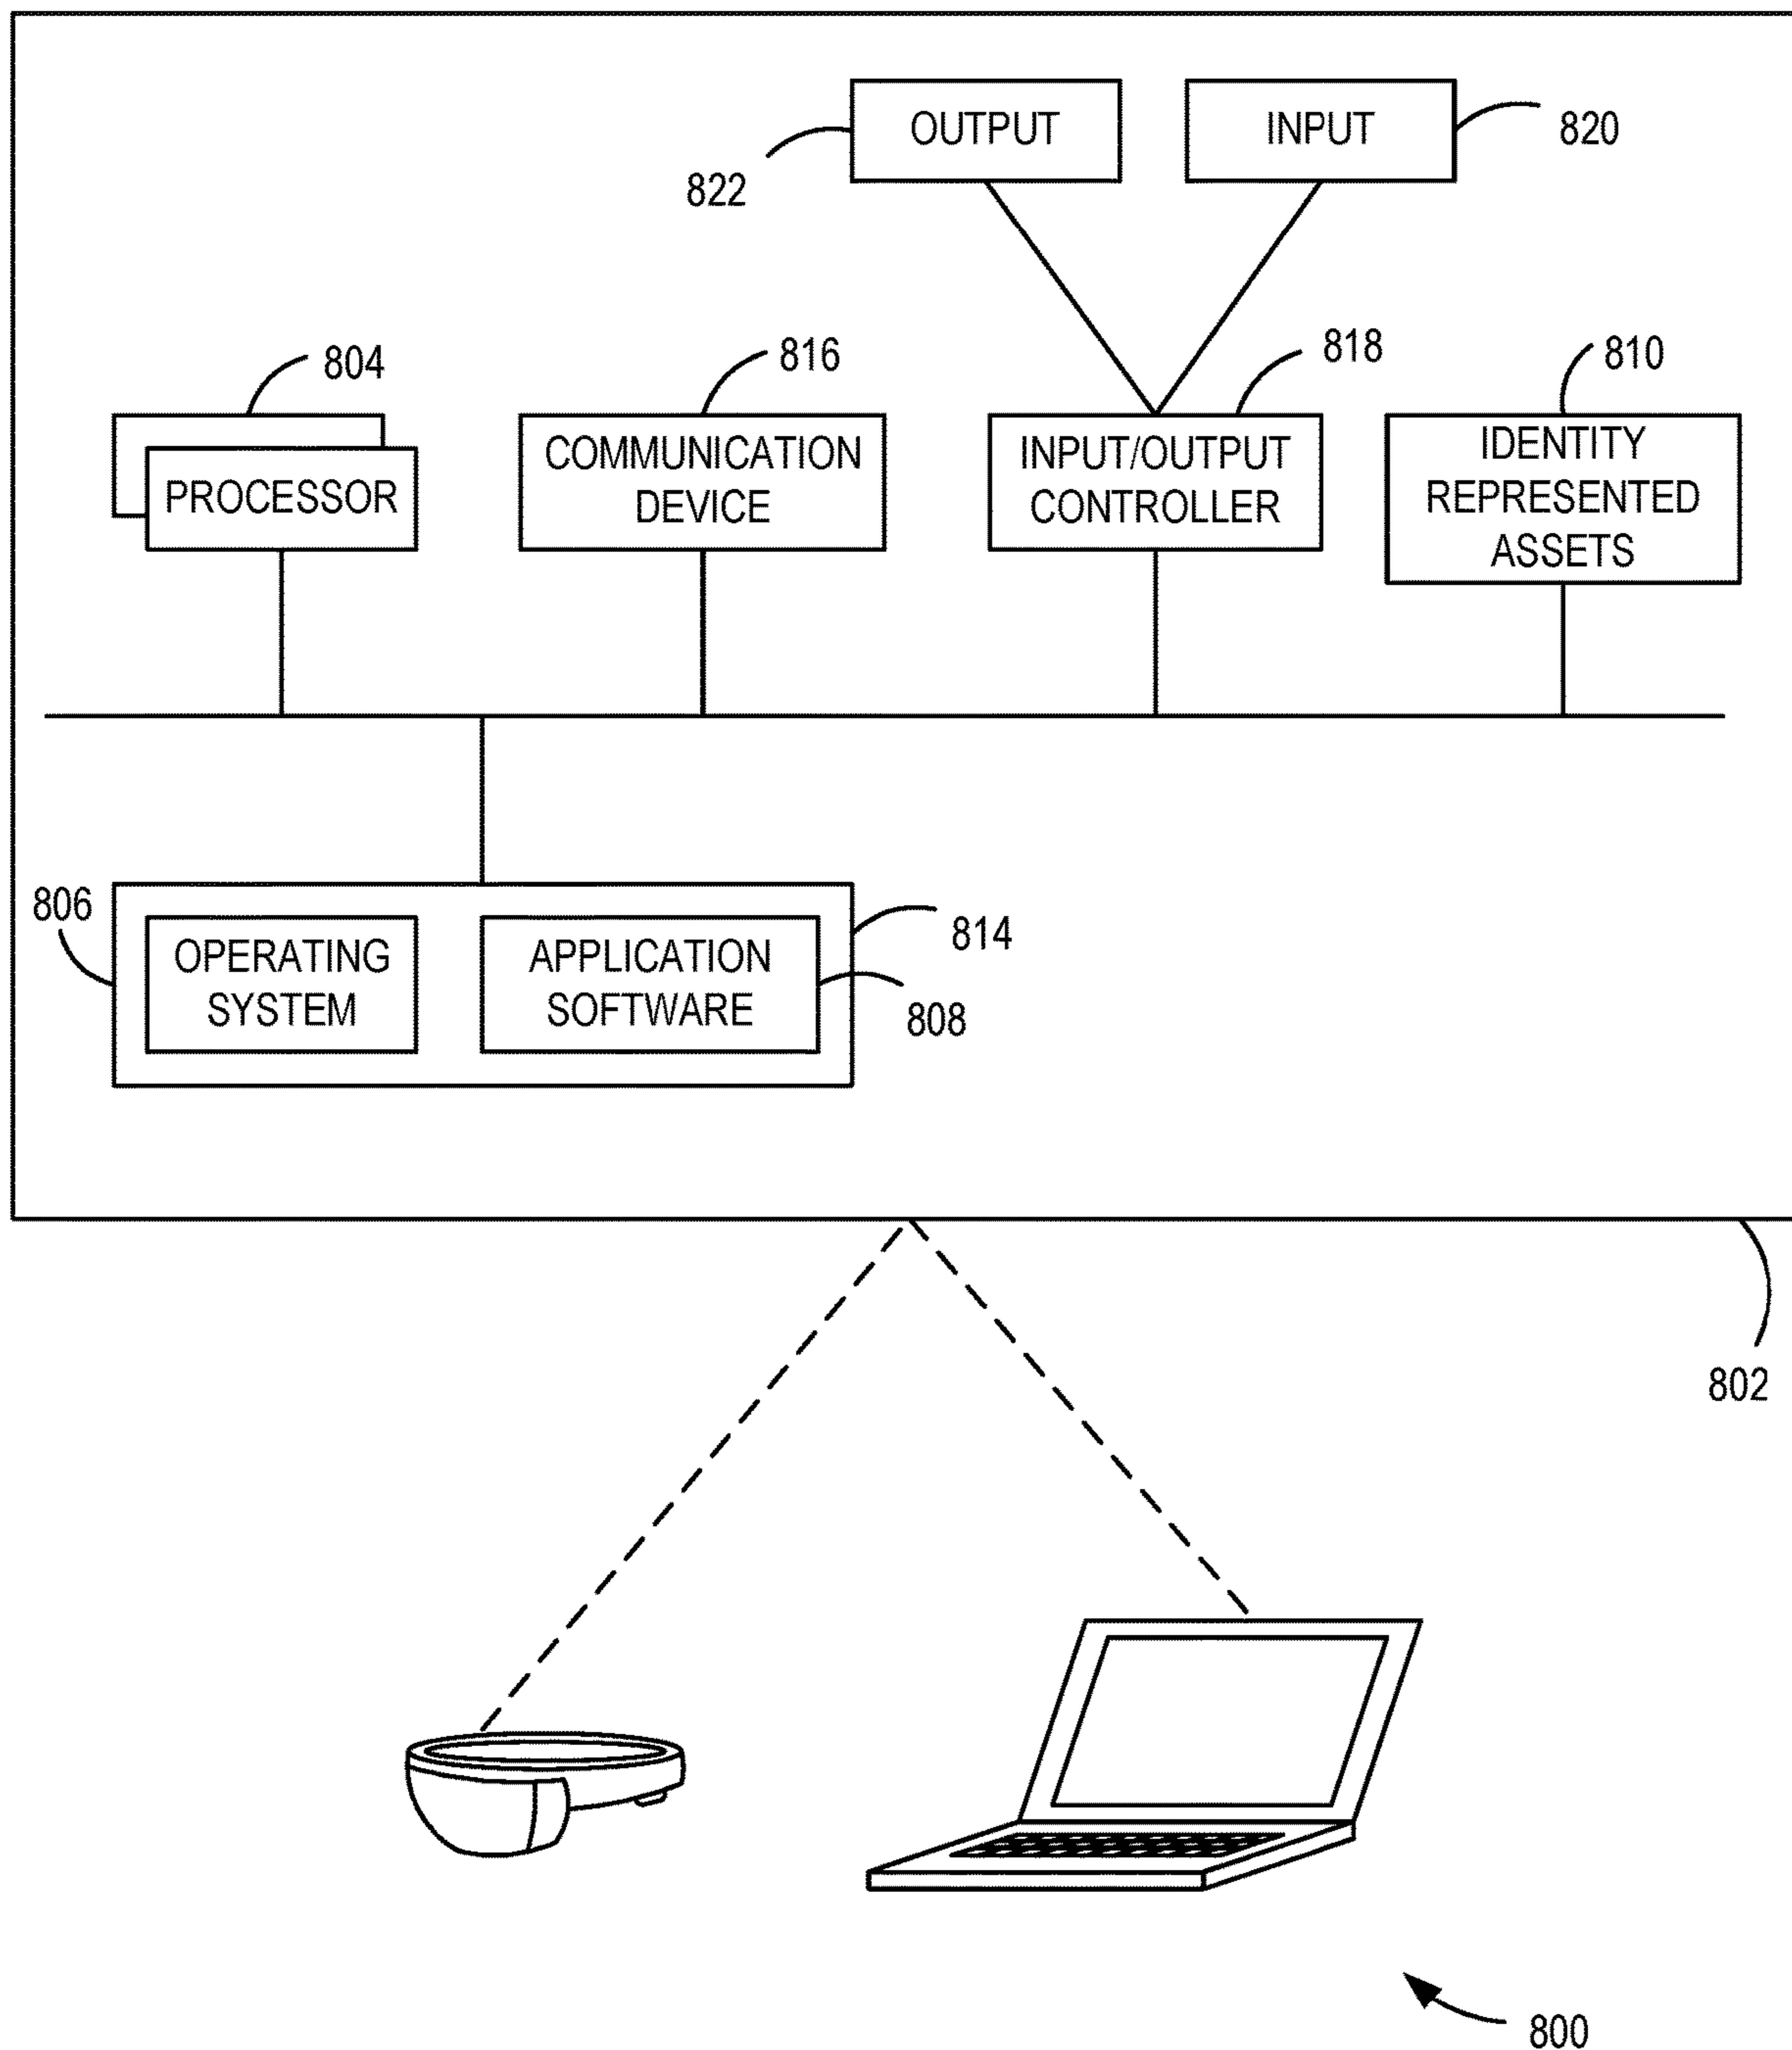 OUTPUT
INPUT
820
822
804
816
818
810
PROCESSOR
COMMUNICATION
DEVICE
INPUT/OUTPUT
CONTROLLER
IDENTITY
REPRESENTED
ASSETS
806
OPERATING
SYSTEM
APPLICATION
SOFTWARE
814
808
802
800